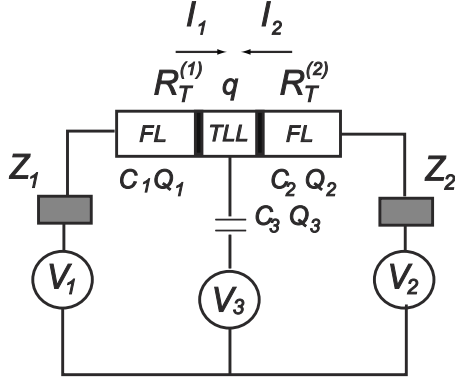 I₁ I₂
R_T^(1) q R_T^(2)
FL TLL FL
Z₁ C₁Q₁ C₂ Q₂ Z₂
C₃ Q₃
V₁ V₃ V₂